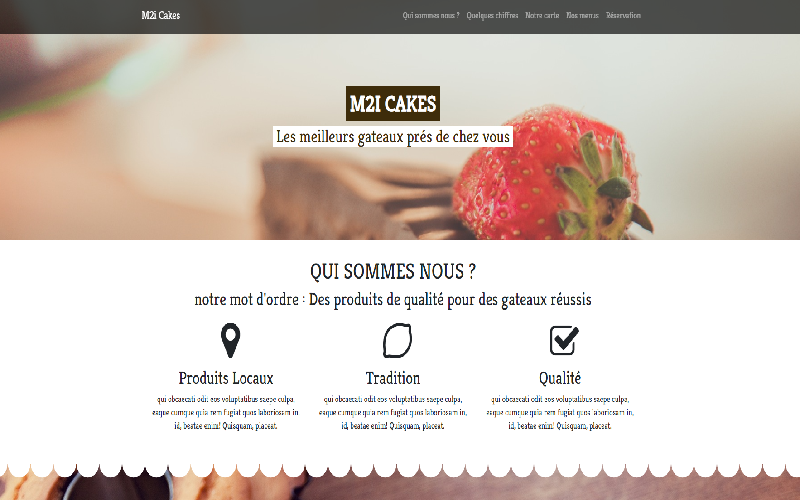 M2i Cakes
Qui sommes nous ? Quelques chiffres Notre carte Nos menus Réservation
M2I CAKES
Les meilleurs gateaux prés de chez vous
QUI SOMMES NOUS ?
notre mot d'ordre : Des produits de qualité pour des gateaux réussis
Produits Locaux
qui obcaecati odit eos voluptatibus saepe culpa,
eaque cumque quia rem fugiat quos laboriosam in,
id, beatae enim! Quisquam, placeat.
Tradition
qui obcaecati odit eos voluptatibus saepe culpa,
eaque cumque quia rem fugiat quos laboriosam in,
id, beatae enim! Quisquam, placeat.
Qualité
qui obcaecati odit eos voluptatibus saepe culpa,
eaque cumque quia rem fugiat quos laboriosam in,
id, beatae enim! Quisquam, placeat.